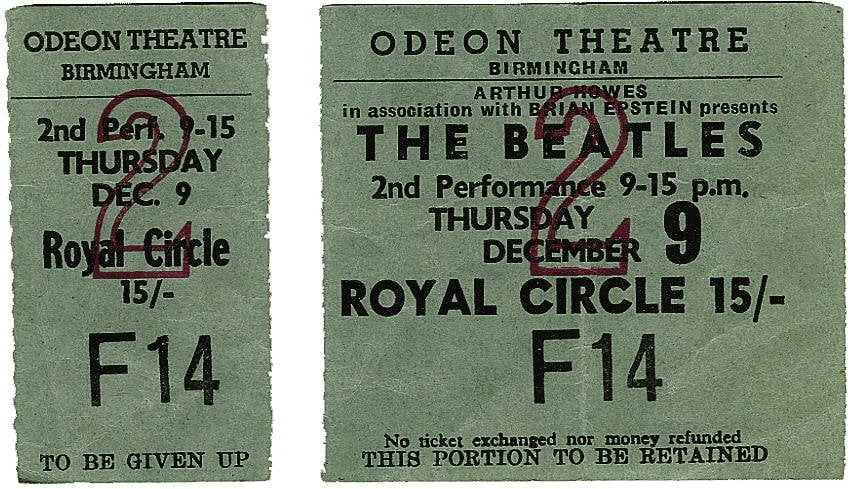 ODEON THEATRE
BIRMINGHAM
2nd Perf. 9-15
THURSDAY
DEC. 9
Royal Circle
15/-
F 14
TO BE GIVEN UP
2
ODEON THEATRE
BIRMINGHAM
ARTHUR HOWES
in association with BRIAN EPSTEIN presents
THE BEATLES
2nd Performance 9-15 p.m.
THURSDAY
DECEMBER 9
ROYAL CIRCLE 15/-
F 14
No ticket exchanged nor money refunded
THIS PORTION TO BE RETAINED
2